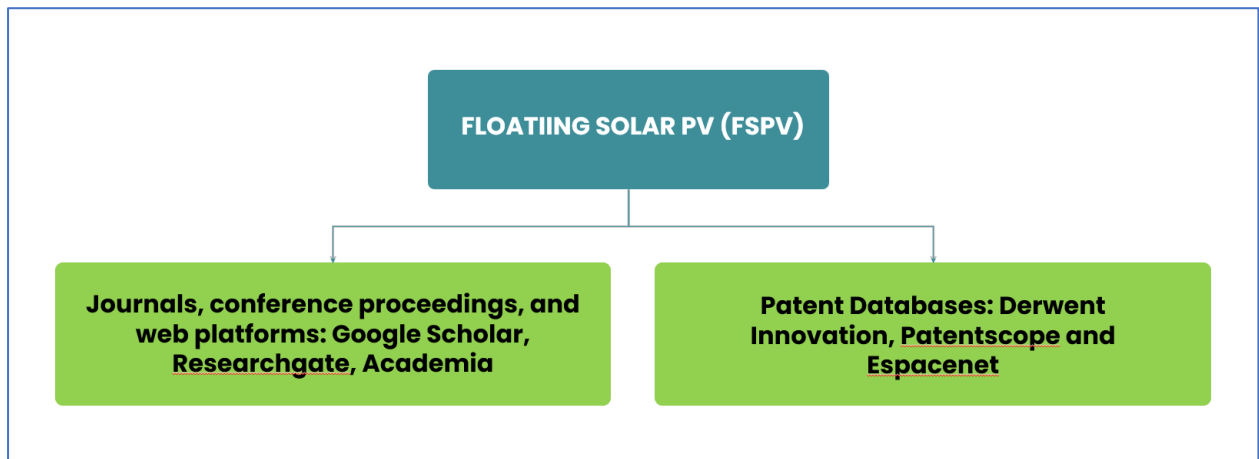 FLOATIING SOLAR PV (FSPV)
Journals, conference proceedings, and
web platforms: Google Scholar,
Researchgate, Academia
Patent Databases: Derwent
Innovation, Patentscope and
Espacenet